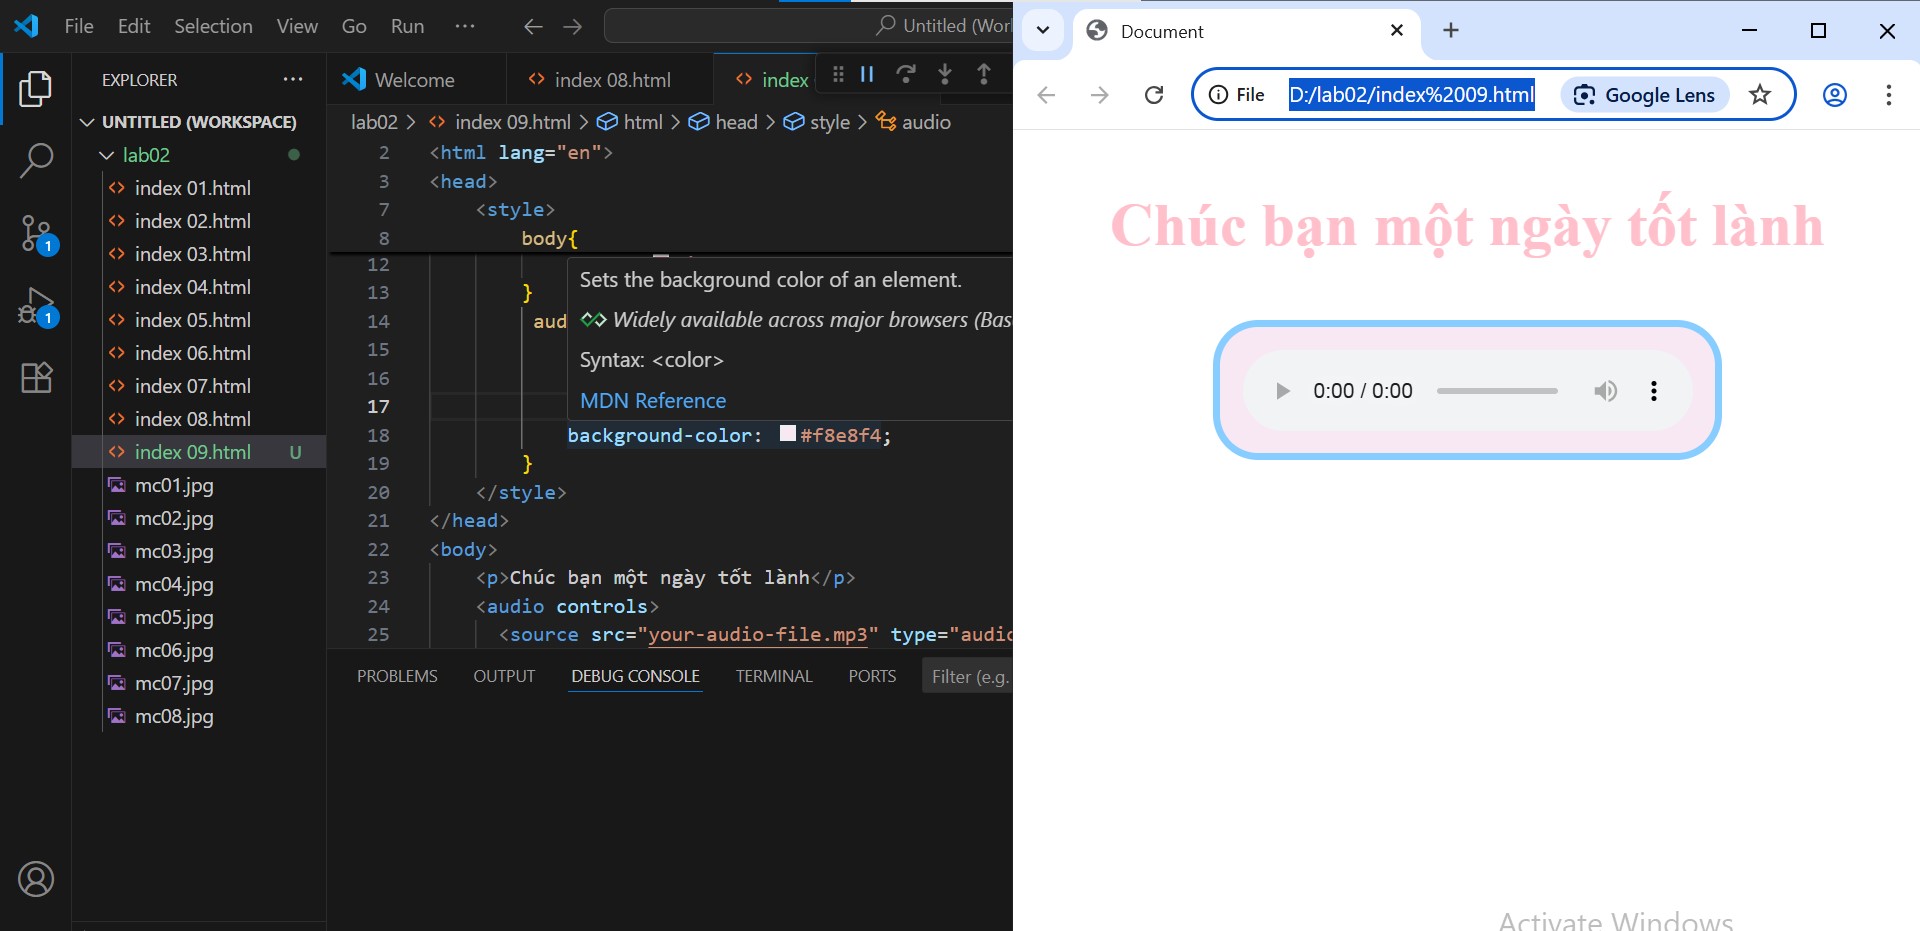 File Edit Selection View Go Run ··· Untitled (Wor
EXPLORER ···
UNTITLED (WORKSPACE)
lab02
index 01.html
index 02.html
index 03.html
index 04.html
index 05.html
index 06.html
index 07.html
index 08.html
index 09.html U
mc01.jpg
mc02.jpg
mc03.jpg
mc04.jpg
mc05.jpg
mc06.jpg
mc07.jpg
mc08.jpg
1
1
Welcome index 08.html index
lab02 > index 09.html > html > head > style > audio
2 <html lang="en">
3 <head>
7 <style>
8 body{
12
13 }
14 aud
15
16
17
18 background-color: #f8e8f4;
19 }
20 </style>
21 </head>
22 <body>
23 <p>Chúc bạn một ngày tốt lành</p>
24 <audio controls>
25 <source src="your-audio-file.mp3" type="audio
Sets the background color of an element.
Widely available across major browsers (Bas
Syntax: <color>
MDN Reference
PROBLEMS OUTPUT DEBUG CONSOLE TERMINAL PORTS Filter (e.g.
Document
File D:/lab02/index%2009.html Google Lens
Chúc bạn một ngày tốt lành
0:00 / 0:00
Activate Windows